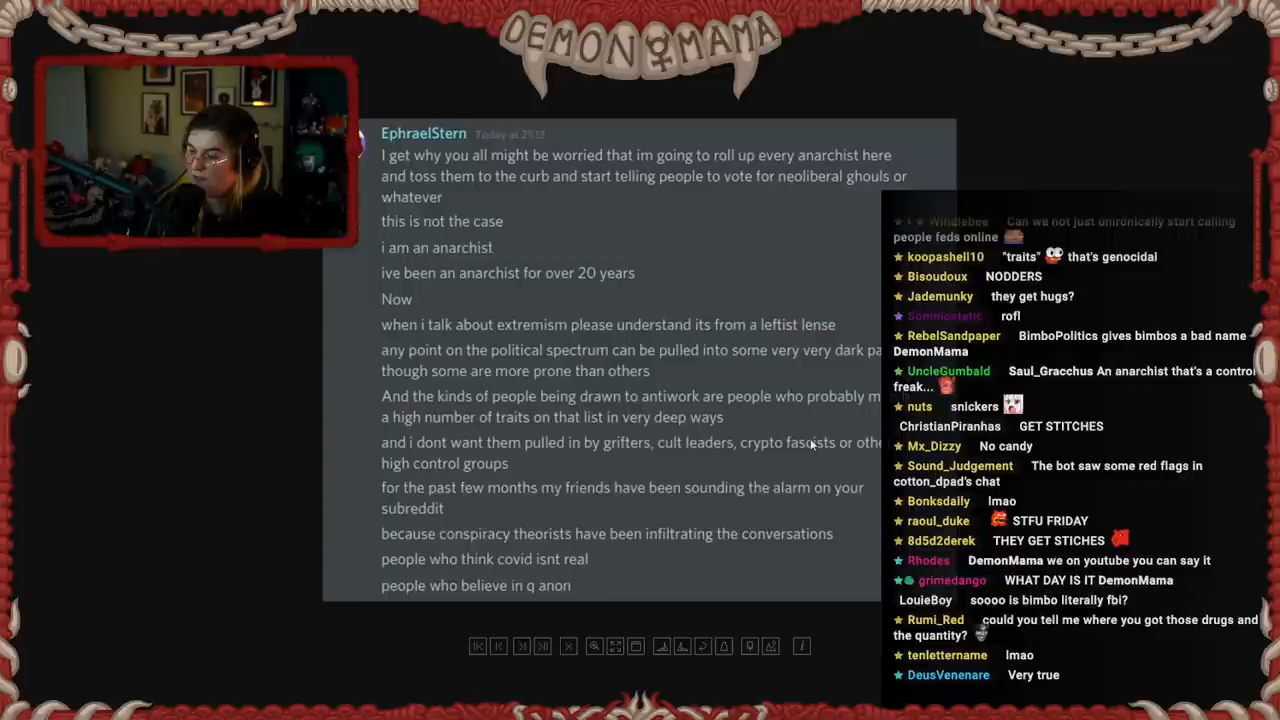 DEMON MAMA
EphraelStern Today at 21:13
I get why you all might be worried that im going to roll up every anarchist here
and toss them to the curb and start telling people to vote for neoliberal ghouls or
whatever
this is not the case
i am an anarchist
ive been an anarchist for over 20 years
Now
when i talk about extremism please understand its from a leftist lense
any point on the political spectrum can be pulled into some very very dark pa
though some are more prone than others
And the kinds of people being drawn to antiwork are people who probably m
a high number of traits on that list in very deep ways
and i dont want them pulled in by grifters, cult leaders, crypto fascists or othe
high control groups
for the past few months my friends have been sounding the alarm on your
subreddit
because conspiracy theorists have been infiltrating the conversations
people who think covid isnt real
people who believe in q anon
Windlebee Can we not just unironically start calling
people feds online
koopashell10 "traits" that's genocidal
Bisoudoux NODDERS
Jademunky they get hugs?
Somniostatic rofl
RebelSandpaper BimboPolitics gives bimbos a bad name
DemonMama
UncleGumbald Saul_Gracchus An anarchist that's a control
freak...
nuts snickers
ChristianPiranhas GET STITCHES
Mx_Dizzy No candy
Sound_Judgement The bot saw some red flags in
cotton_dpad's chat
Bonksdaily lmao
raoul_duke STFU FRIDAY
8d5d2derek THEY GET STICHES
Rhodes DemonMama we on youtube you can say it
grimedango WHAT DAY IS IT DemonMama
LouieBoy soooo is bimbo literally fbi?
Rumi_Red could you tell me where you got those drugs and
the quantity?
tenlettername lmao
DeusVenenare Very true